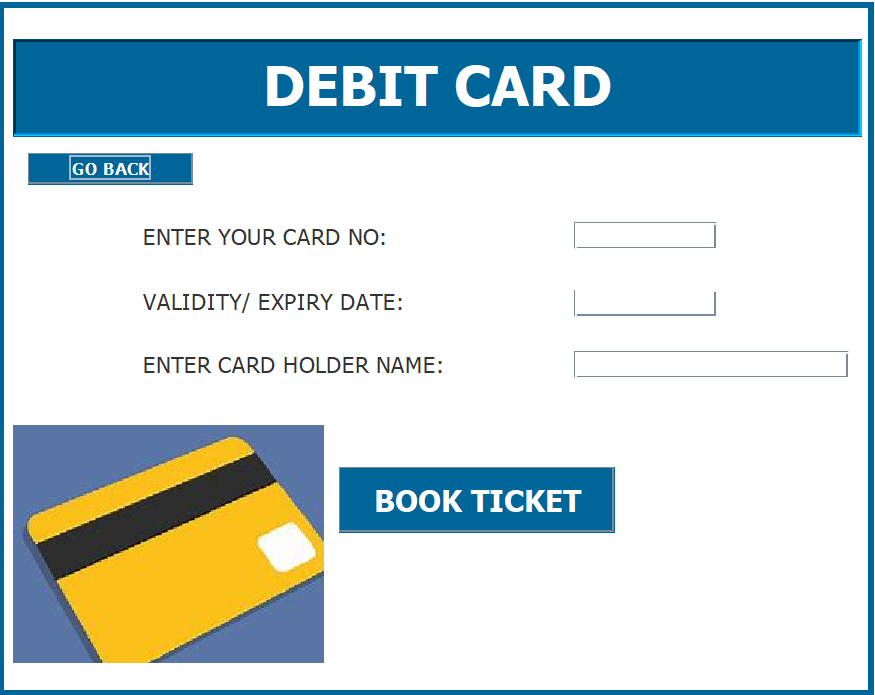 DEBIT CARD
GO BACK
ENTER YOUR CARD NO:
VALIDITY/ EXPIRY DATE:
ENTER CARD HOLDER NAME:
BOOK TICKET